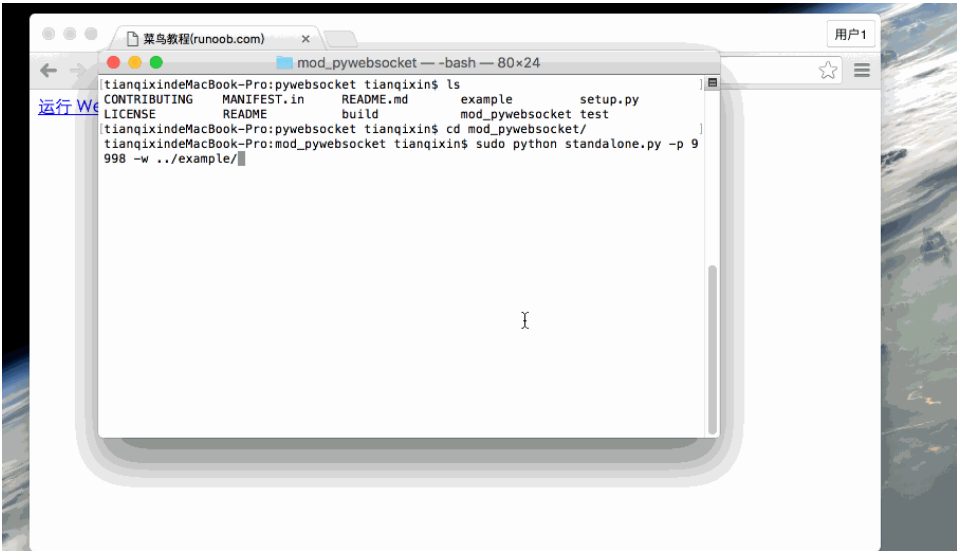 菜鸟教程(runoob.com) ×
用户1
mod_pywebsocket — -bash — 80×24
[tianqixindeMacBook-Pro:pywebsocket tianqixin$ ls ]
CONTRIBUTING MANIFEST.in README.md example setup.py
LICENSE README build mod_pywebsocket test
[tianqixindeMacBook-Pro:pywebsocket tianqixin$ cd mod_pywebsocket/ ]
tianqixindeMacBook-Pro:mod_pywebsocket tianqixin$ sudo python standalone.py -p 9
998 -w ../example/
运行 We